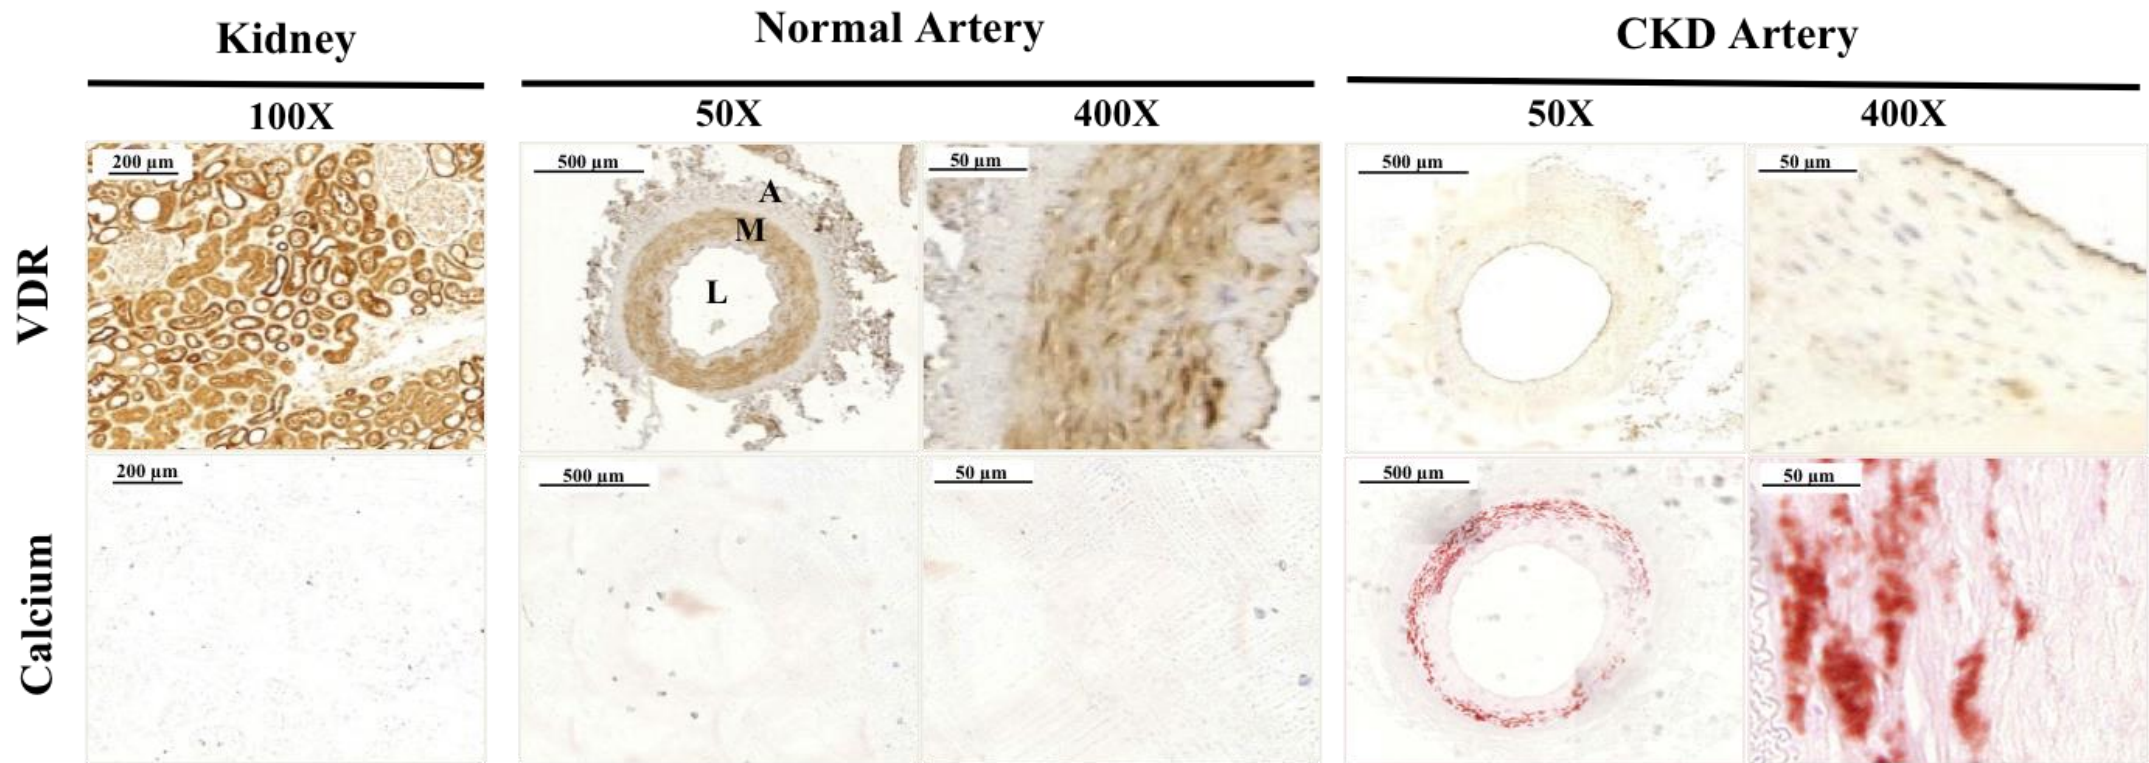 Kidney
Normal Artery
CKD Artery
100X
50X
400X
50X
400X
VDR
200 µm
500 µm
A
M
L
50 µm
500 µm
50 µm
Calcium
200 µm
500 µm
50 µm
500 µm
50 µm